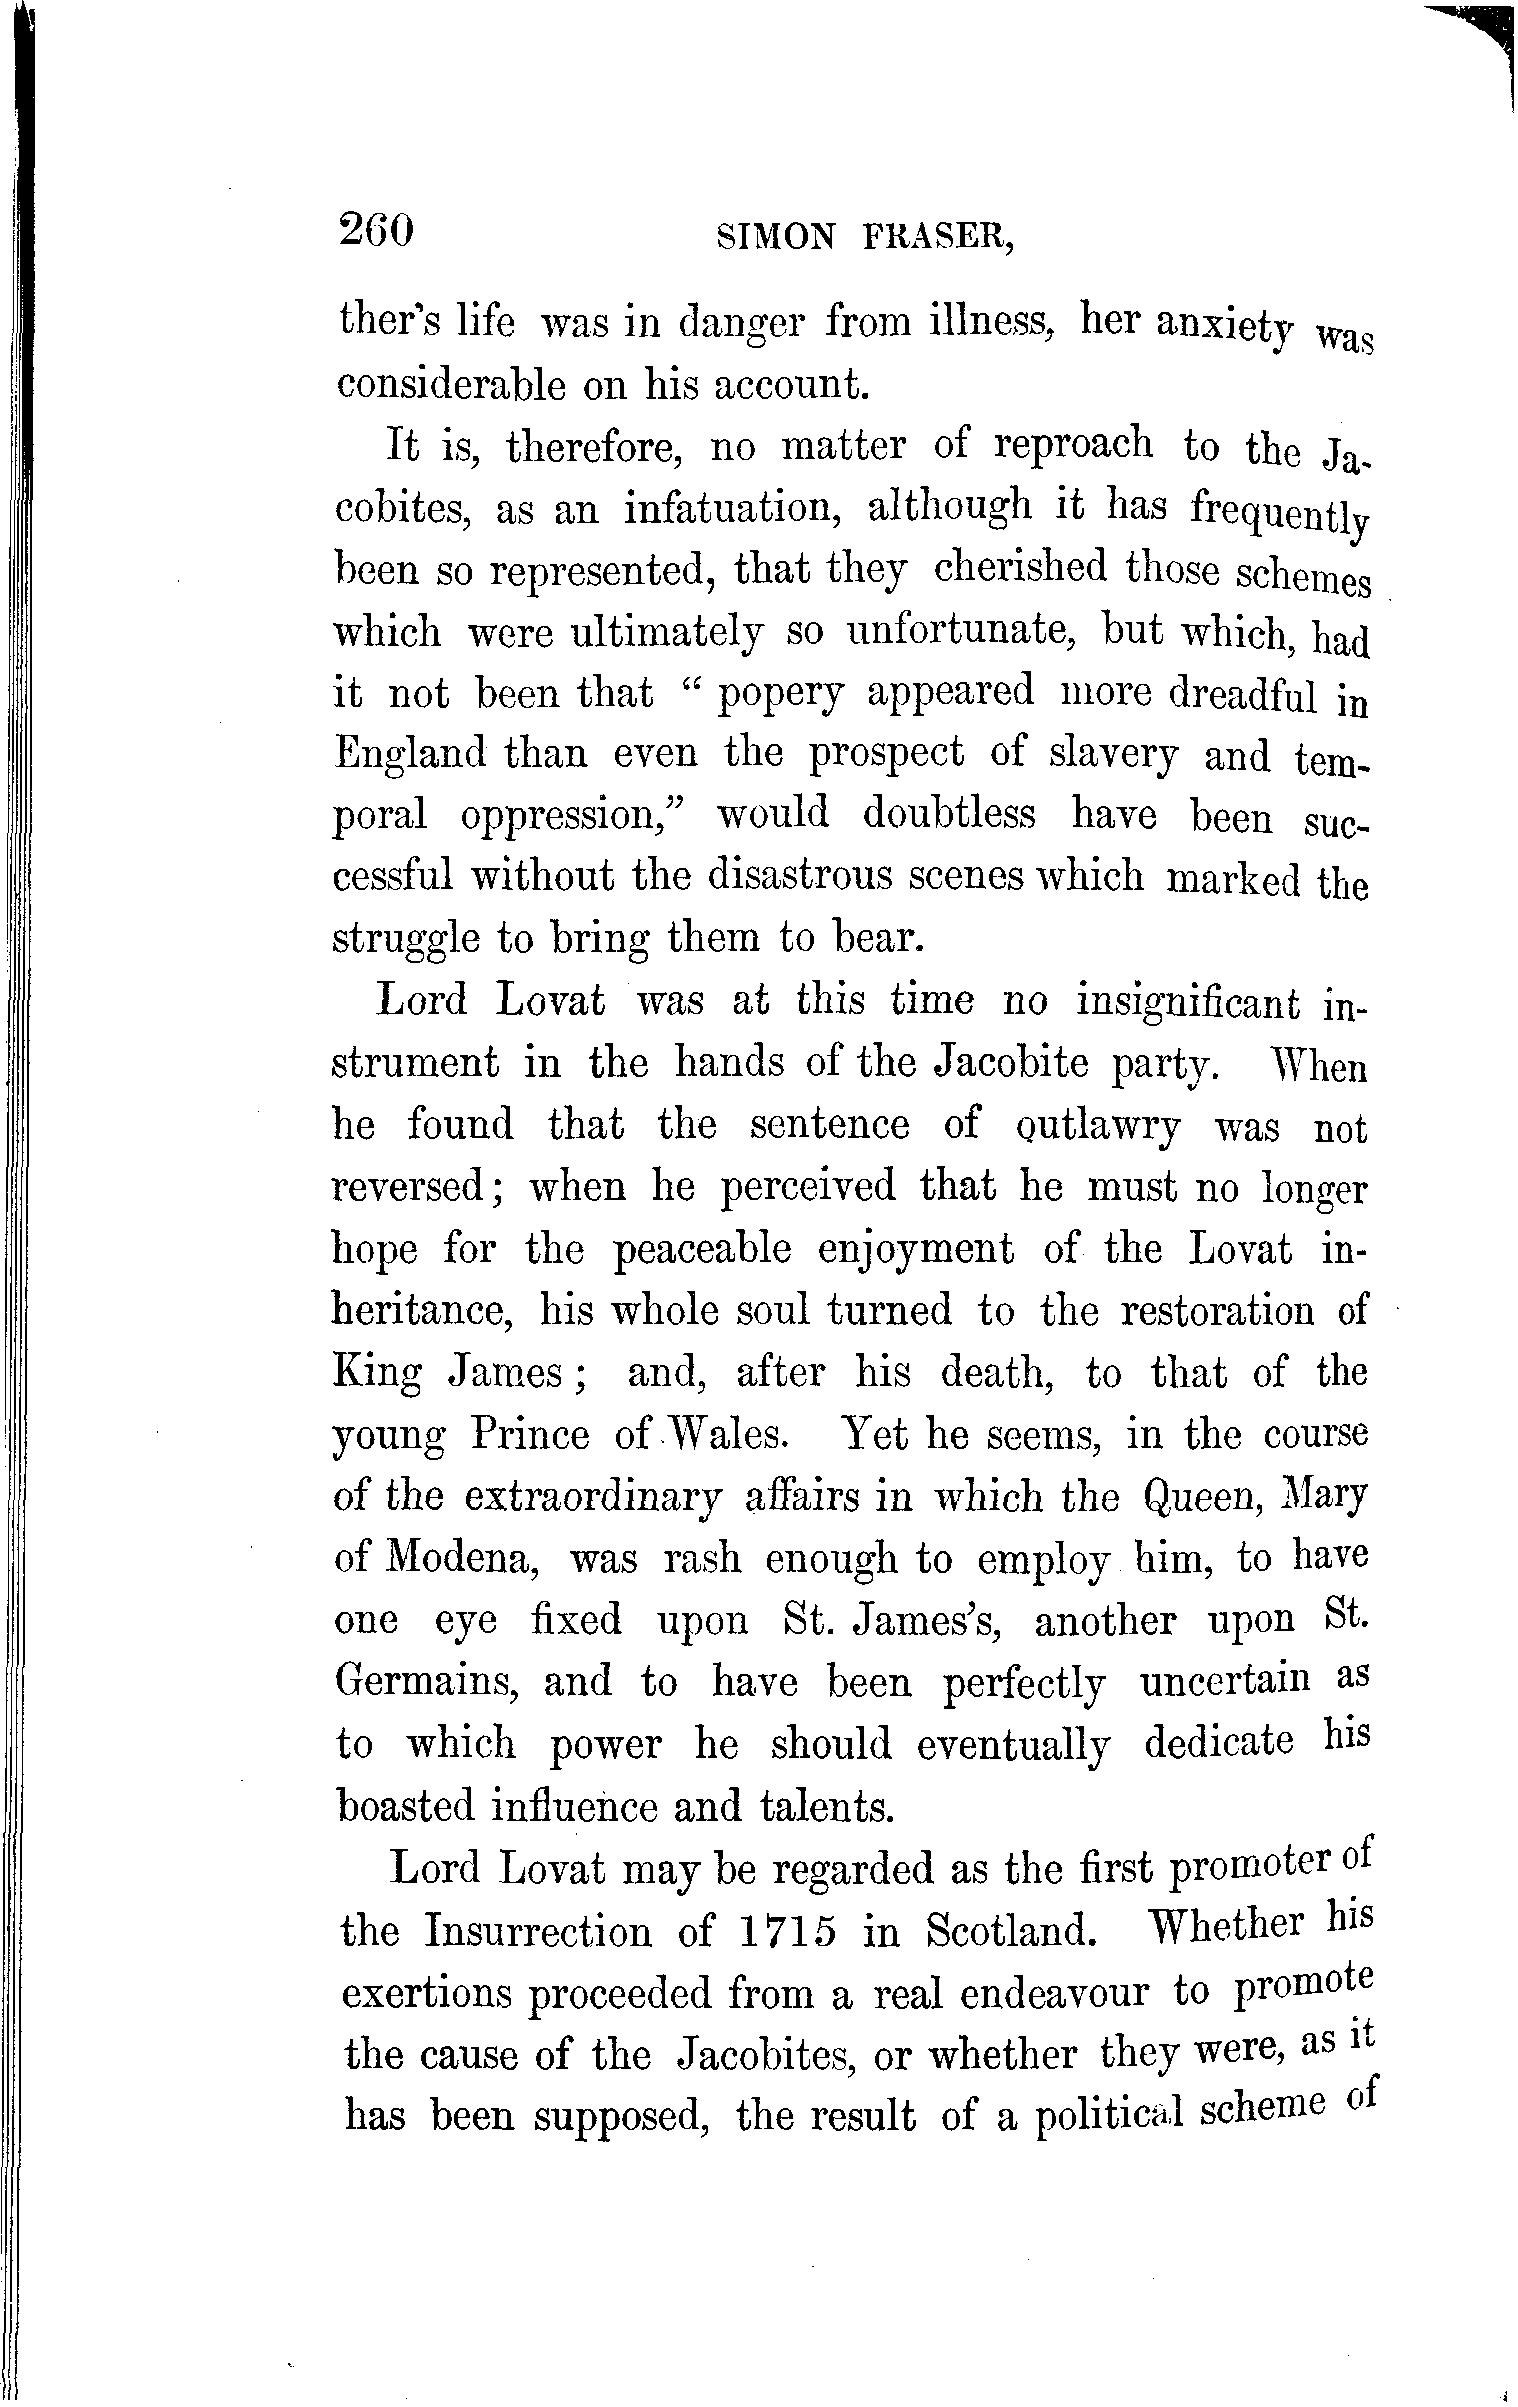 260 SIMON FRASER,
ther's life was in danger from illness, her anxiety was
considerable on his account.
It is, therefore, no matter of reproach to the Ja-
cobites, as an infatuation, although it has frequently
been so represented, that they cherished those schemes
which were ultimately so unfortunate, but which, had
it not been that “ popery appeared more dreadful in
England than even the prospect of slavery and tem-
poral oppression,” would doubtless have been suc-
cessful without the disastrous scenes which marked the
struggle to bring them to bear.
Lord Lovat was at this time no insignificant in-
strument in the hands of the Jacobite party. When
he found that the sentence of outlawry was not
reversed; when he perceived that he must no longer
hope for the peaceable enjoyment of the Lovat in-
heritance, his whole soul turned to the restoration of
King James ; and, after his death, to that of the
young Prince of Wales. Yet he seems, in the course
of the extraordinary affairs in which the Queen, Mary
of Modena, was rash enough to employ him, to have
one eye fixed upon St. James's, another upon St.
Germains, and to have been perfectly uncertain as
to which power he should eventually dedicate his
boasted influence and talents.
Lord Lovat may be regarded as the first promoter of
the Insurrection of 1715 in Scotland. Whether his
exertions proceeded from a real endeavour to promote
the cause of the Jacobites, or whether they were, as it
has been supposed, the result of a political scheme of